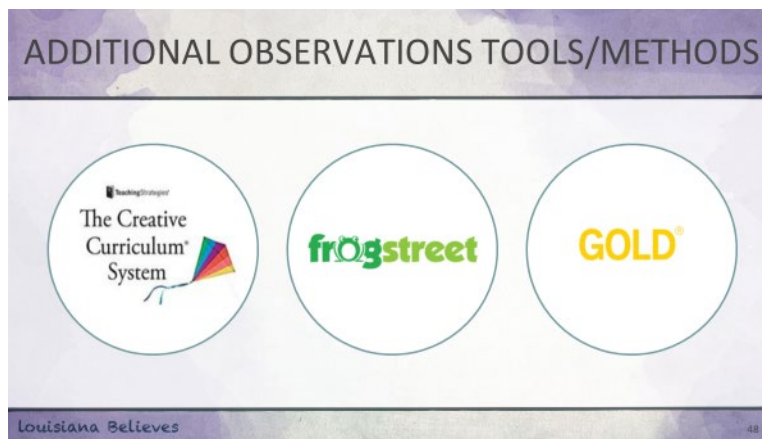 ADDITIONAL OBSERVATIONS TOOLS/METHODS
TeachingStrategies®
The Creative
Curriculum®
System
frogstreet
GOLD®
Louisiana Believes
48